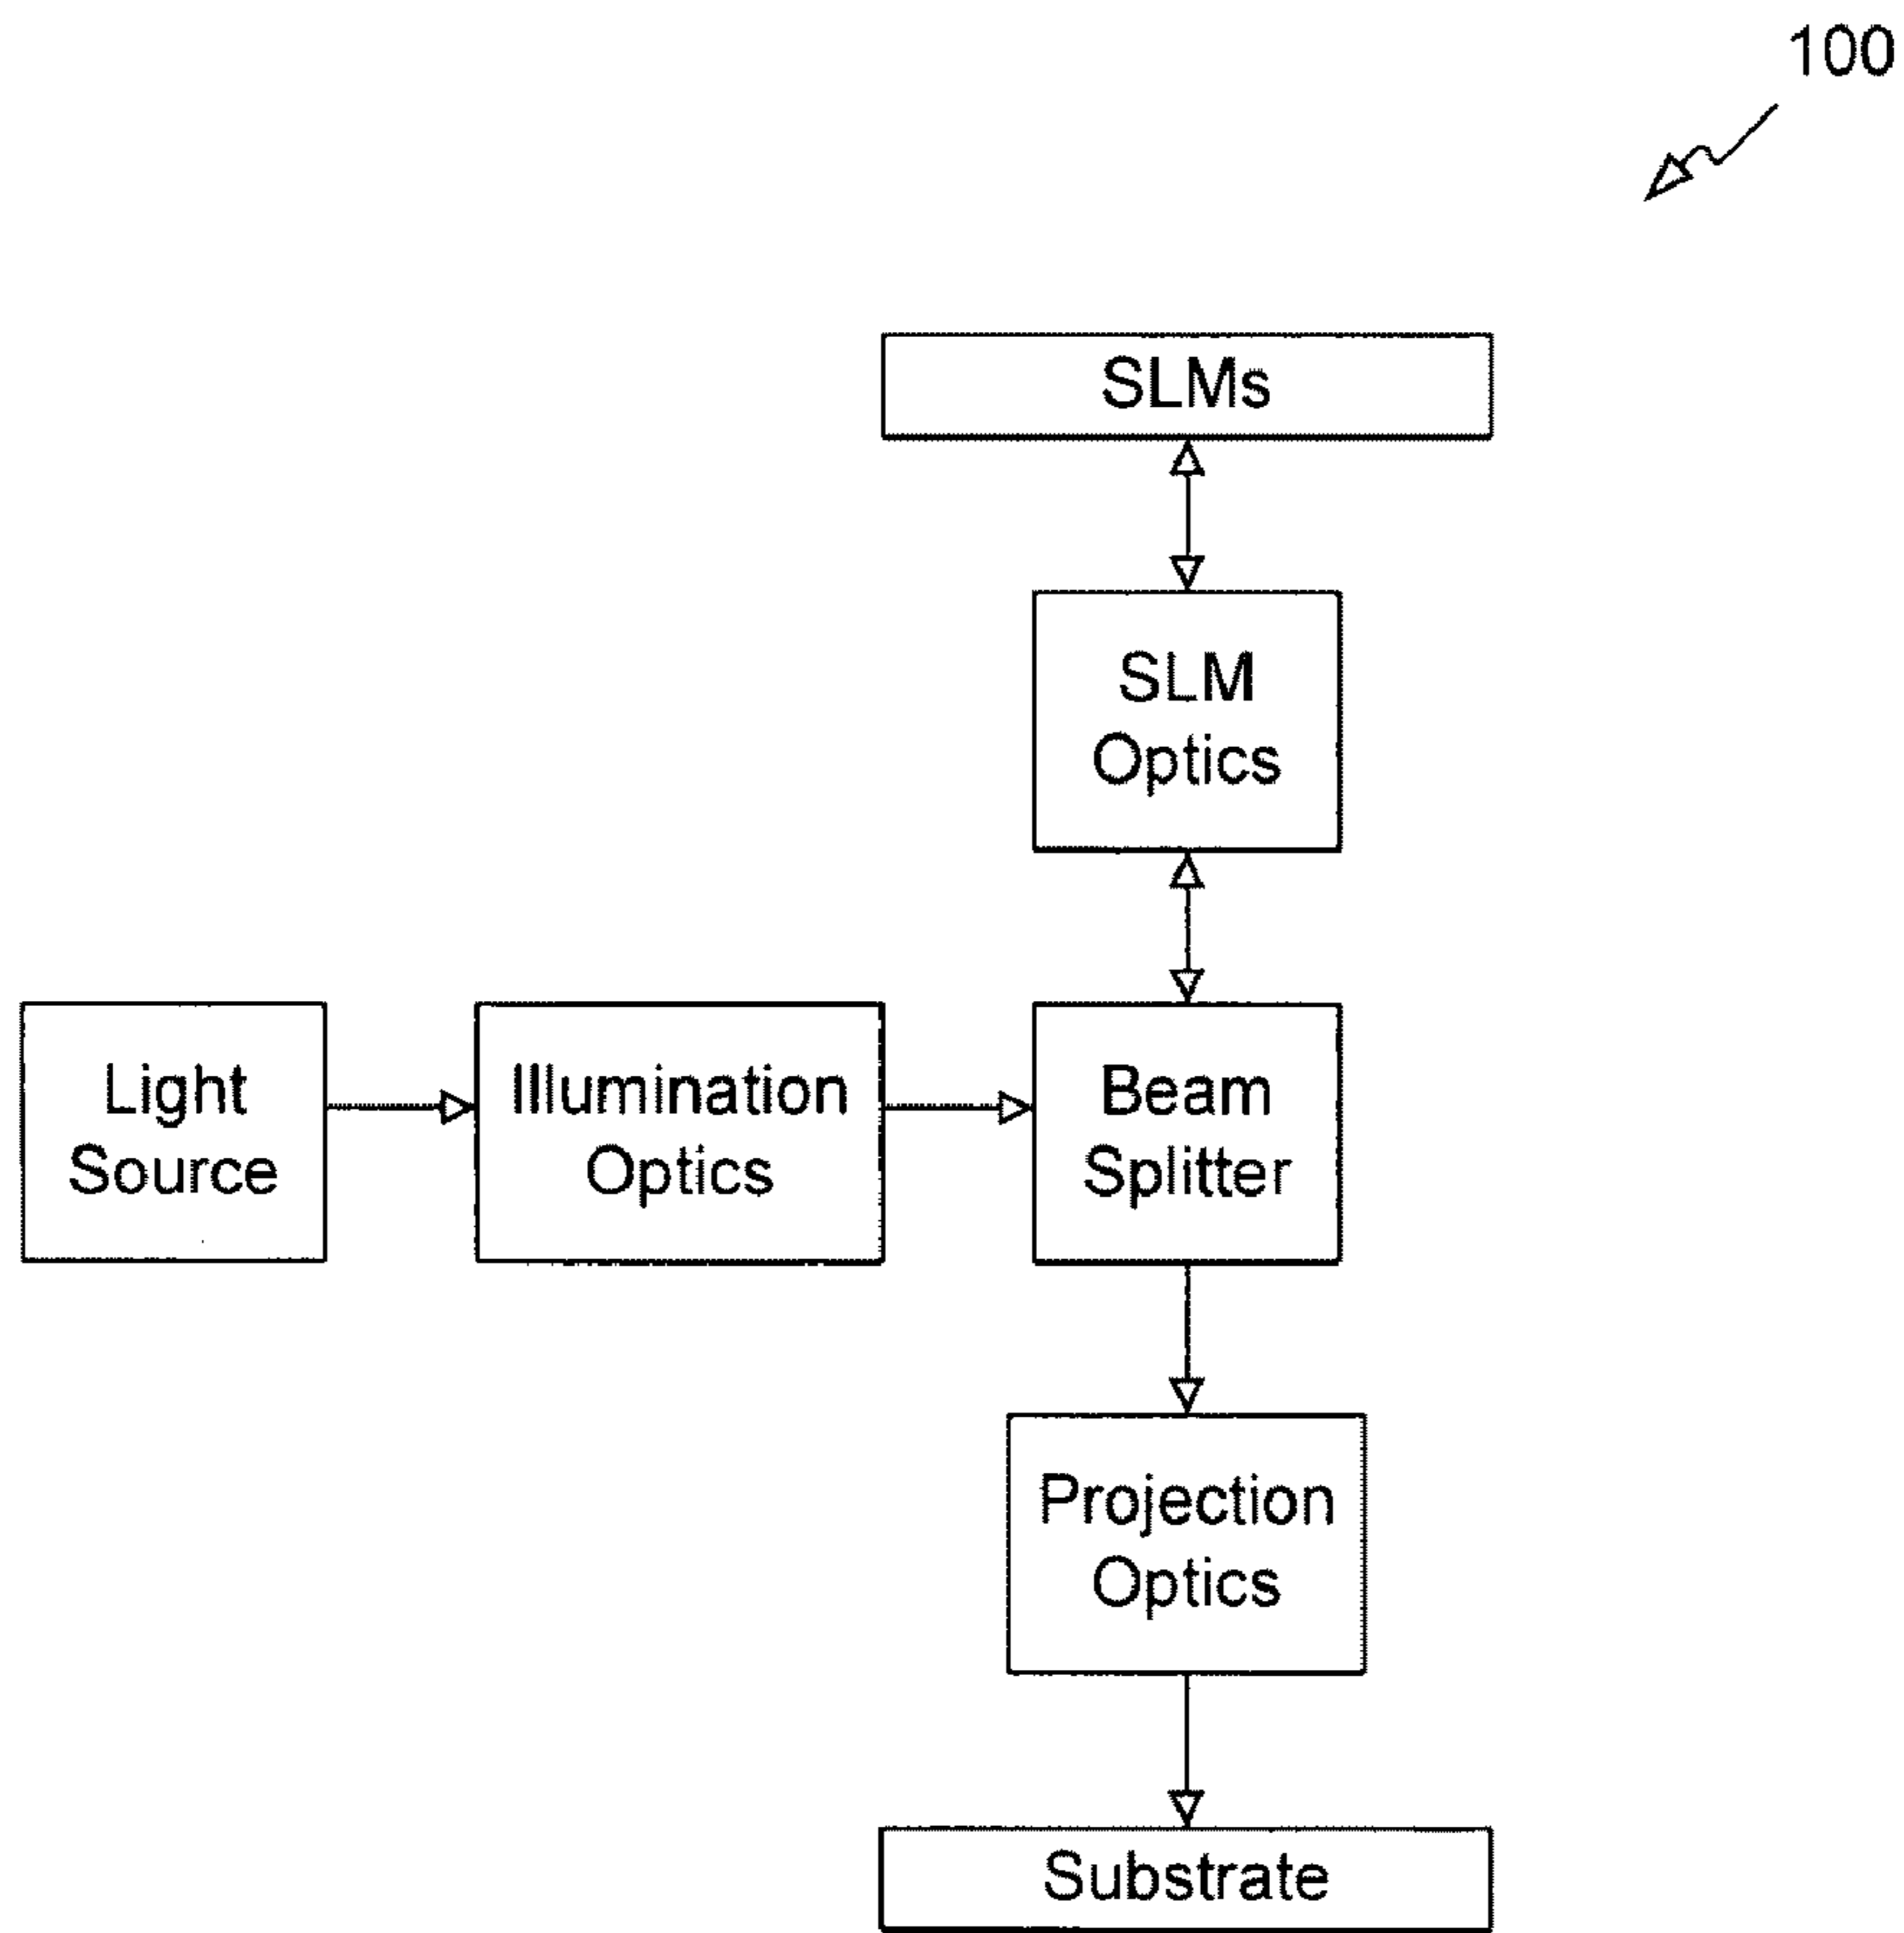 100
SLMs
SLM
Optics
Light
Source
Illumination
Optics
Beam
Splitter
Projection
Optics
Substrate